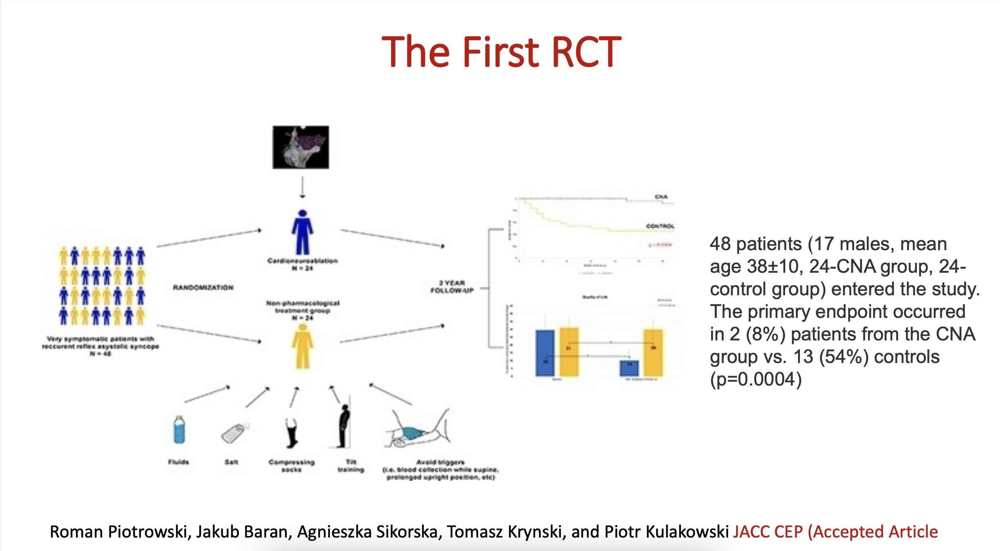 The First RCT
CNA
CONTROL
p = 0.0004
Cardioneuroablation
N = 24
RANDOMIZATION
2 YEAR
FOLLOW-UP
Non-pharmacological
treatment group
N = 24
Quality of Life
Very symptomatic patients with
reccurent reflex asystolic syncope
N = 48
48 patients (17 males, mean
age 38±10, 24-CNA group, 24-
control group) entered the study.
The primary endpoint occurred
in 2 (8%) patients from the CNA
group vs. 13 (54%) controls
(p=0.0004)
Fluids
Salt
Compressing
socks
Tilt
training
Avoid triggers
(i.e. blood collection while supine,
prolonged upright position, etc)
Roman Piotrowski, Jakub Baran, Agnieszka Sikorska, Tomasz Krynski, and Piotr Kulakowski JACC CEP (Accepted Article